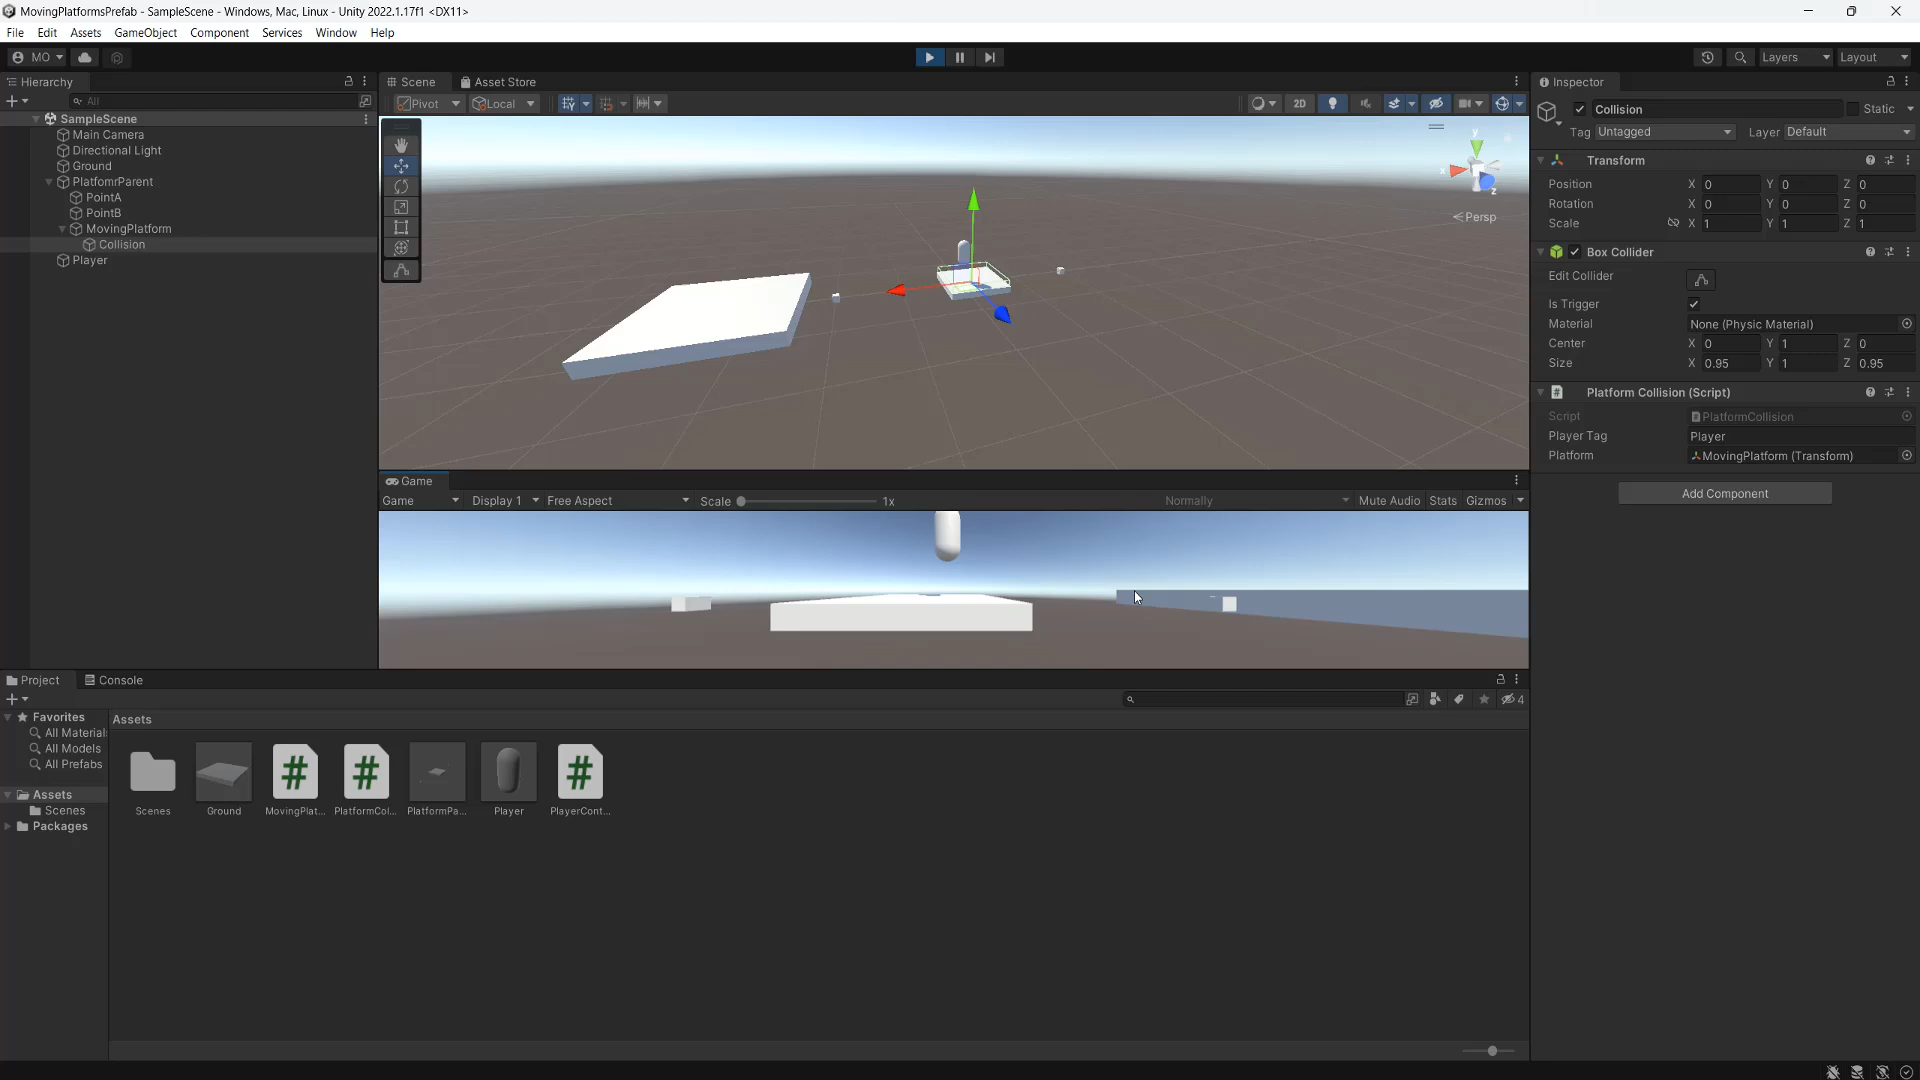 MovingPlatformsPrefab - SampleScene - Windows, Mac, Linux - Unity 2022.1.17f1 <DX11>
File Edit Assets GameObject Component Services Window Help
MO Layers Layout
Hierarchy
All
SampleScene
Main Camera
Directional Light
Ground
PlatfomrParent
PointA
PointB
MovingPlatform
Collision
Player
Scene Asset Store
Pivot Local 2D
y
x
z
Persp
Game
Game Display 1 Free Aspect Scale 1x Normally Mute Audio Stats Gizmos
Inspector
Collision Static
Tag Untagged Layer Default
Transform
Position X 0 Y 0 Z 0
Rotation X 0 Y 0 Z 0
Scale X 1 Y 1 Z 1
Box Collider
Edit Collider
Is Trigger
Material None (Physic Material)
Center X 0 Y 1 Z 0
Size X 0.95 Y 1 Z 0.95
# Platform Collision (Script)
Script PlatformCollision
Player Tag Player
Platform MovingPlatform (Transform)
Add Component
Project Console
4
Favorites
All Material
All Models
All Prefabs
Assets
Scenes
Packages
Assets
# # #
Scenes Ground MovingPlat... PlatformCol... PlatformPa... Player PlayerCont...